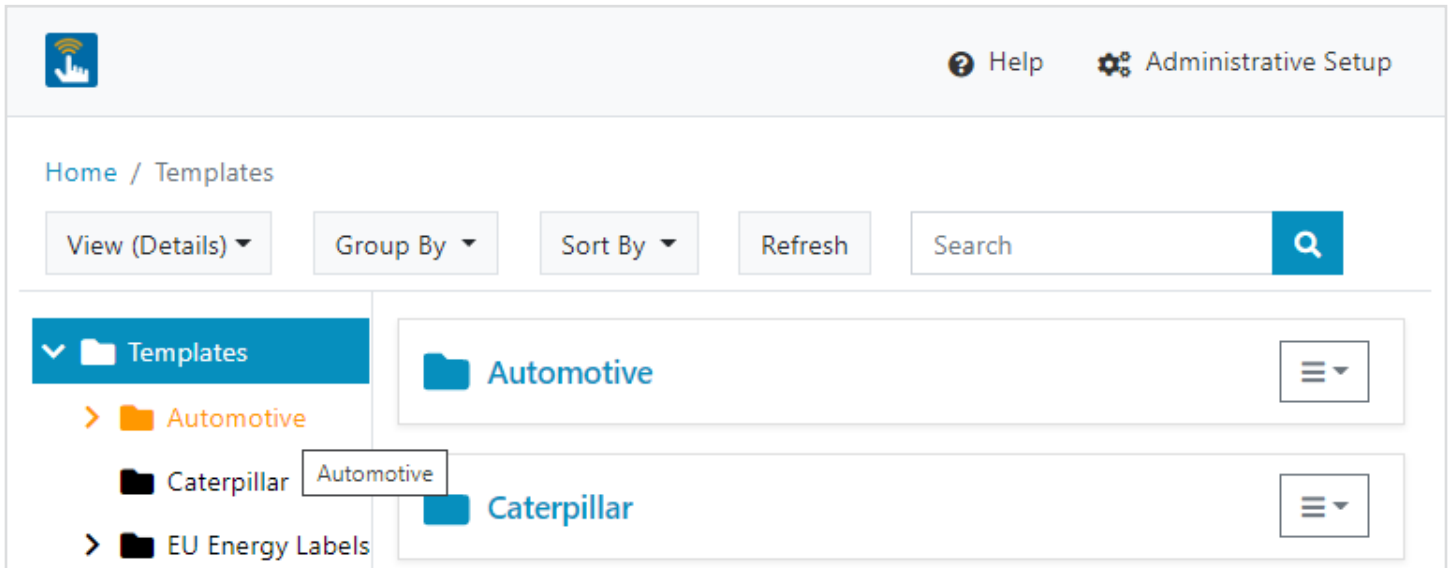 Help Administrative Setup
Home / Templates
View (Details) Group By Sort By Refresh Search
Templates
Automotive
Caterpillar
EU Energy Labels
Automotive
Automotive
Caterpillar